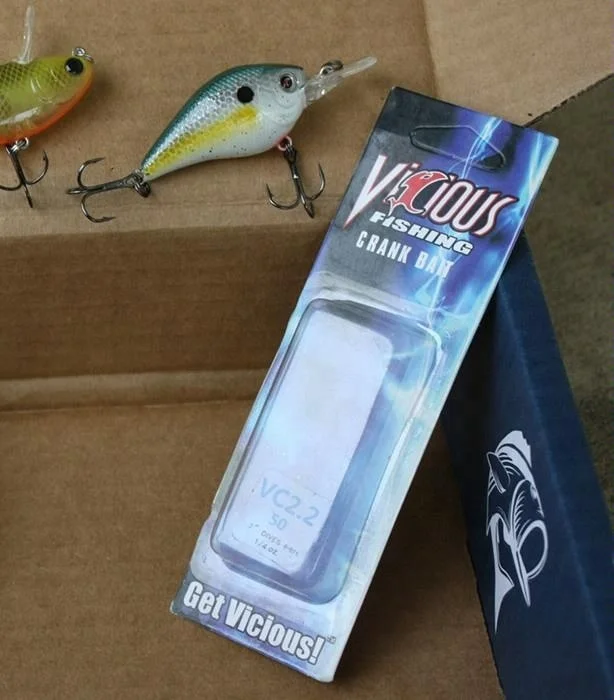 Vicious
FISHING
CRANK BAIT
VC2.2
50
1/4 OZ.
Get Vicious!